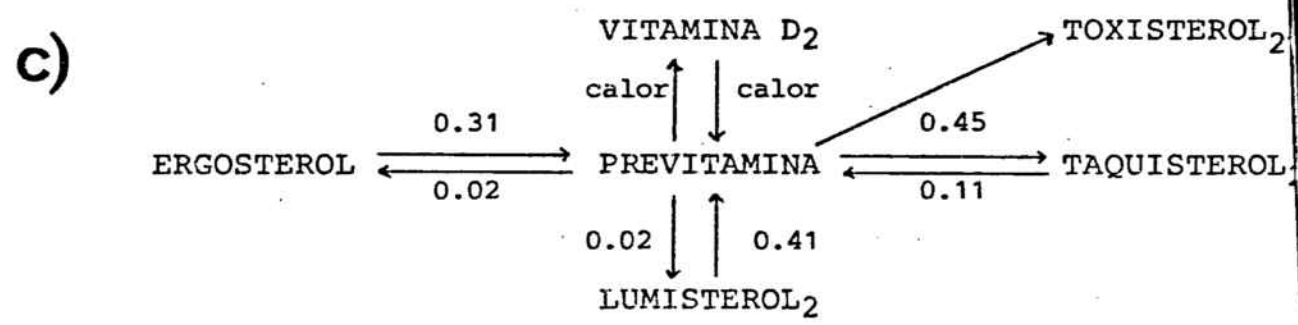 c)
VITAMINA D2 TOXISTEROL2
calor calor
0.31 0.45
ERGOSTEROL PREVITAMINA TAQUISTEROL
0.02 0.11
0.02 0.41
LUMISTEROL2